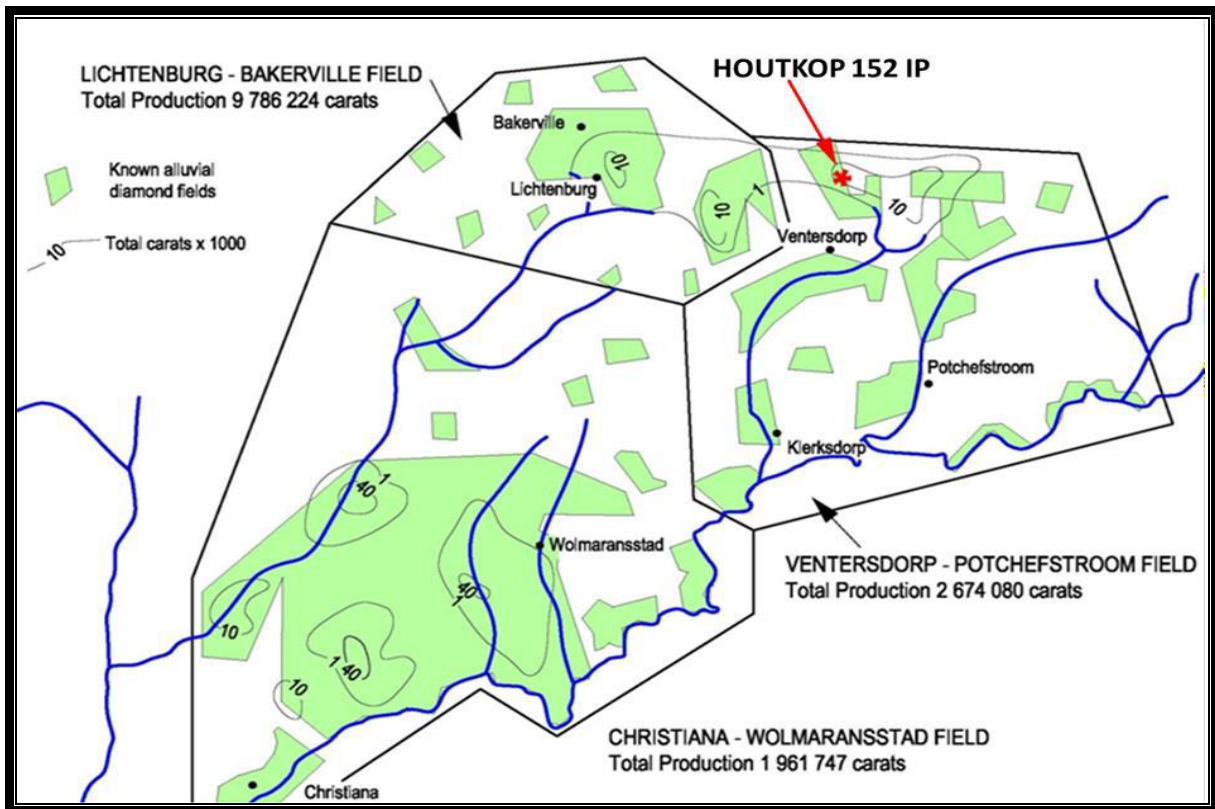 LICHTENBURG - BAKERVILLE FIELD
Total Production 9 786 224 carats
HOUTKOP 152 IP
Bakerville
Known alluvial
diamond fields
Lichtenburg
10
10
1
10
Total carats x 1000
10
Ventersdorp
Potchefstroom
Klerksdorp
1
40
Wolmaransstad
40
1
10
1
40
10
VENTERSDORP - POTCHEFSTROOM FIELD
Total Production 2 674 080 carats
CHRISTIANA - WOLMARANSSTAD FIELD
Total Production 1 961 747 carats
Christiana